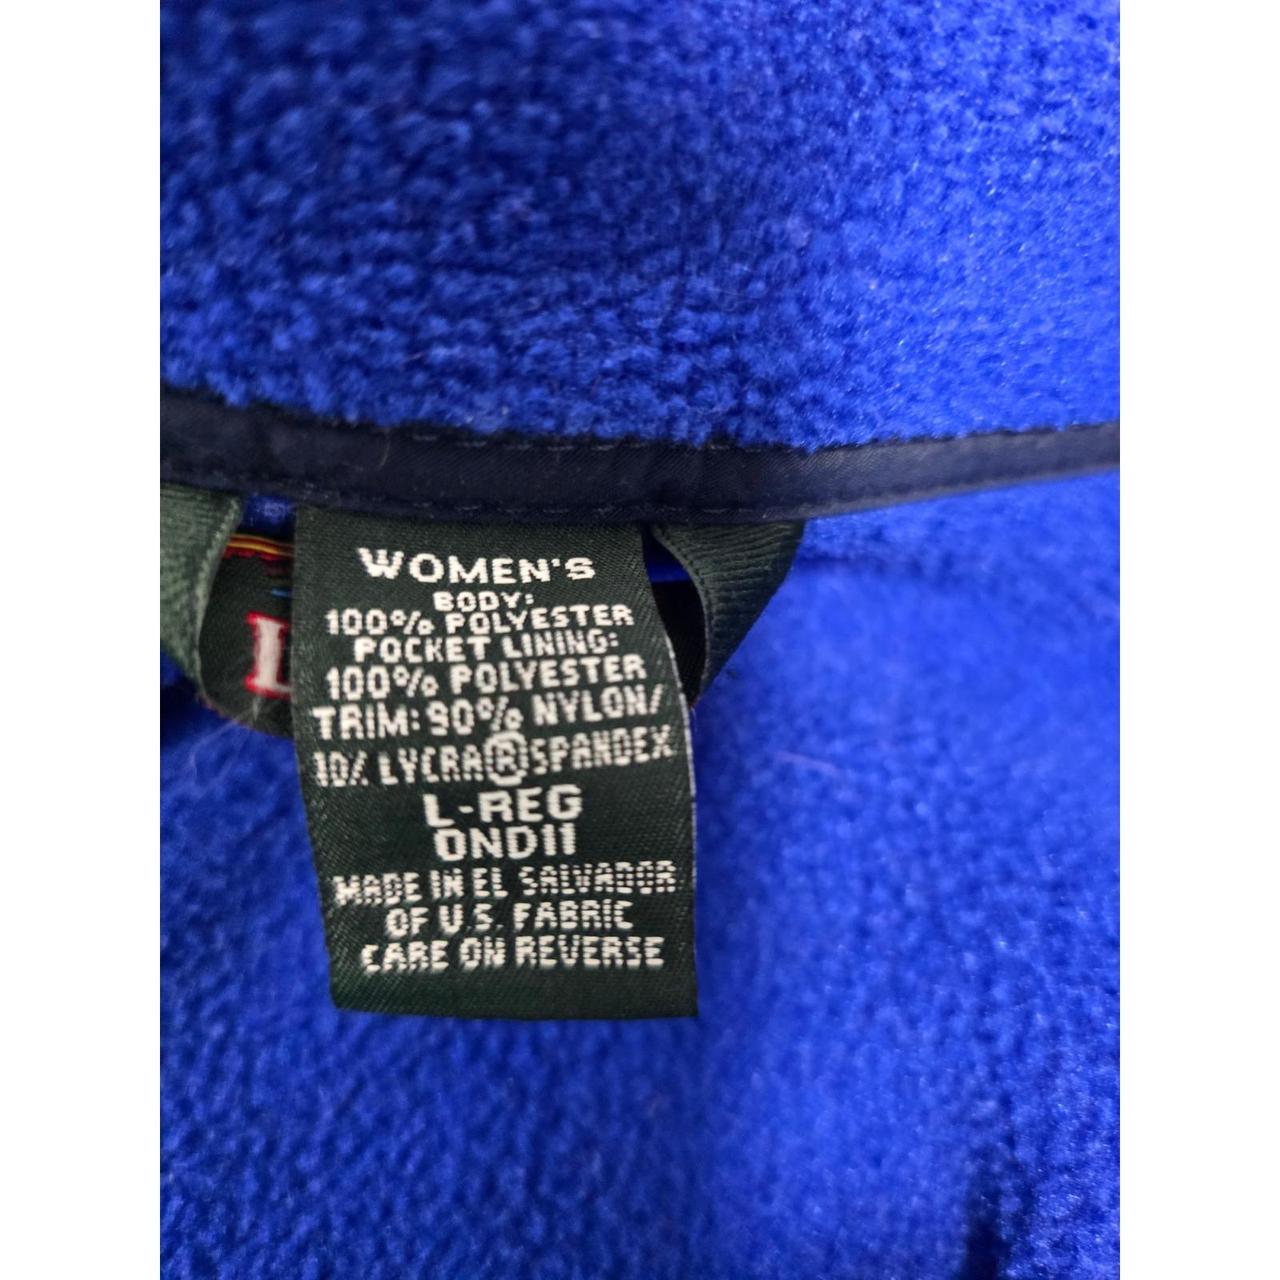 WOMEN'S
BODY:
100% POLYESTER
POCKET LINING:
100% POLYESTER
TRIM: 90% NYLON/
10% LYCRA® SPANDEX
L-REG
0ND11
MADE IN EL SALVADOR
OF U.S. FABRIC
CARE ON REVERSE